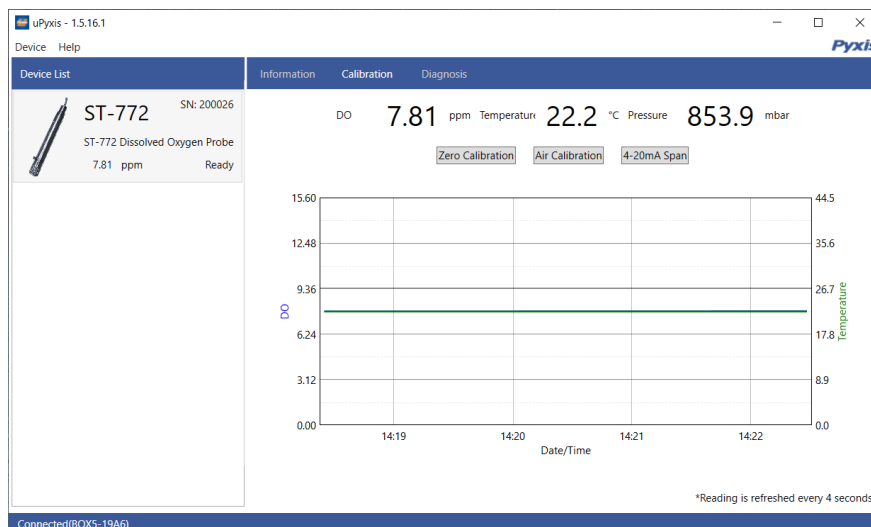 uPyxis - 1.5.16.1
Device Help
Pyxis
Device List
Information Calibration Diagnosis
ST-772 SN: 200026
ST-772 Dissolved Oxygen Probe
7.81 ppm Ready
DO 7.81 ppm Temperature 22.2 °C Pressure 853.9 mbar
Zero Calibration Air Calibration 4-20mA Span
15.60 44.5
12.48 35.6
9.36 26.7
DO
Temperature
6.24 17.8
3.12 8.9
0.00 0.0
14:19 14:20 14:21 14:22
Date/Time
*Reading is refreshed every 4 seconds
Connected(BOX5-19A6)